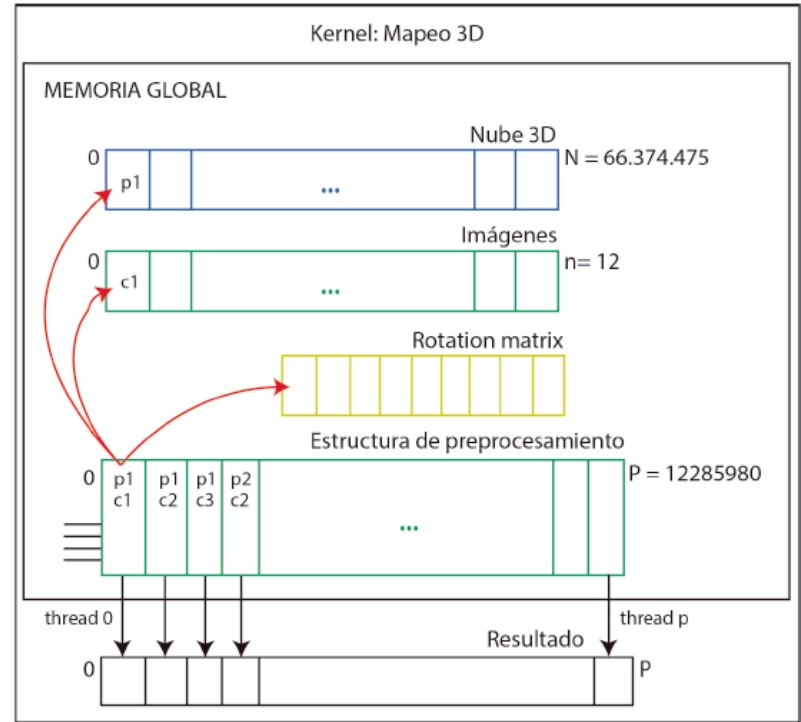 Kernel: Mapeo 3D
MEMORIA GLOBAL
Nube 3D
0
N = 66.374.475
p1
...
Imágenes
0
n= 12
c1
...
Rotation matrix
Estructura de preprocesamiento
0
p1 p1 p1 p2
P = 12285980
c1 c2 c3 c2
...
thread 0
thread p
Resultado
0
P